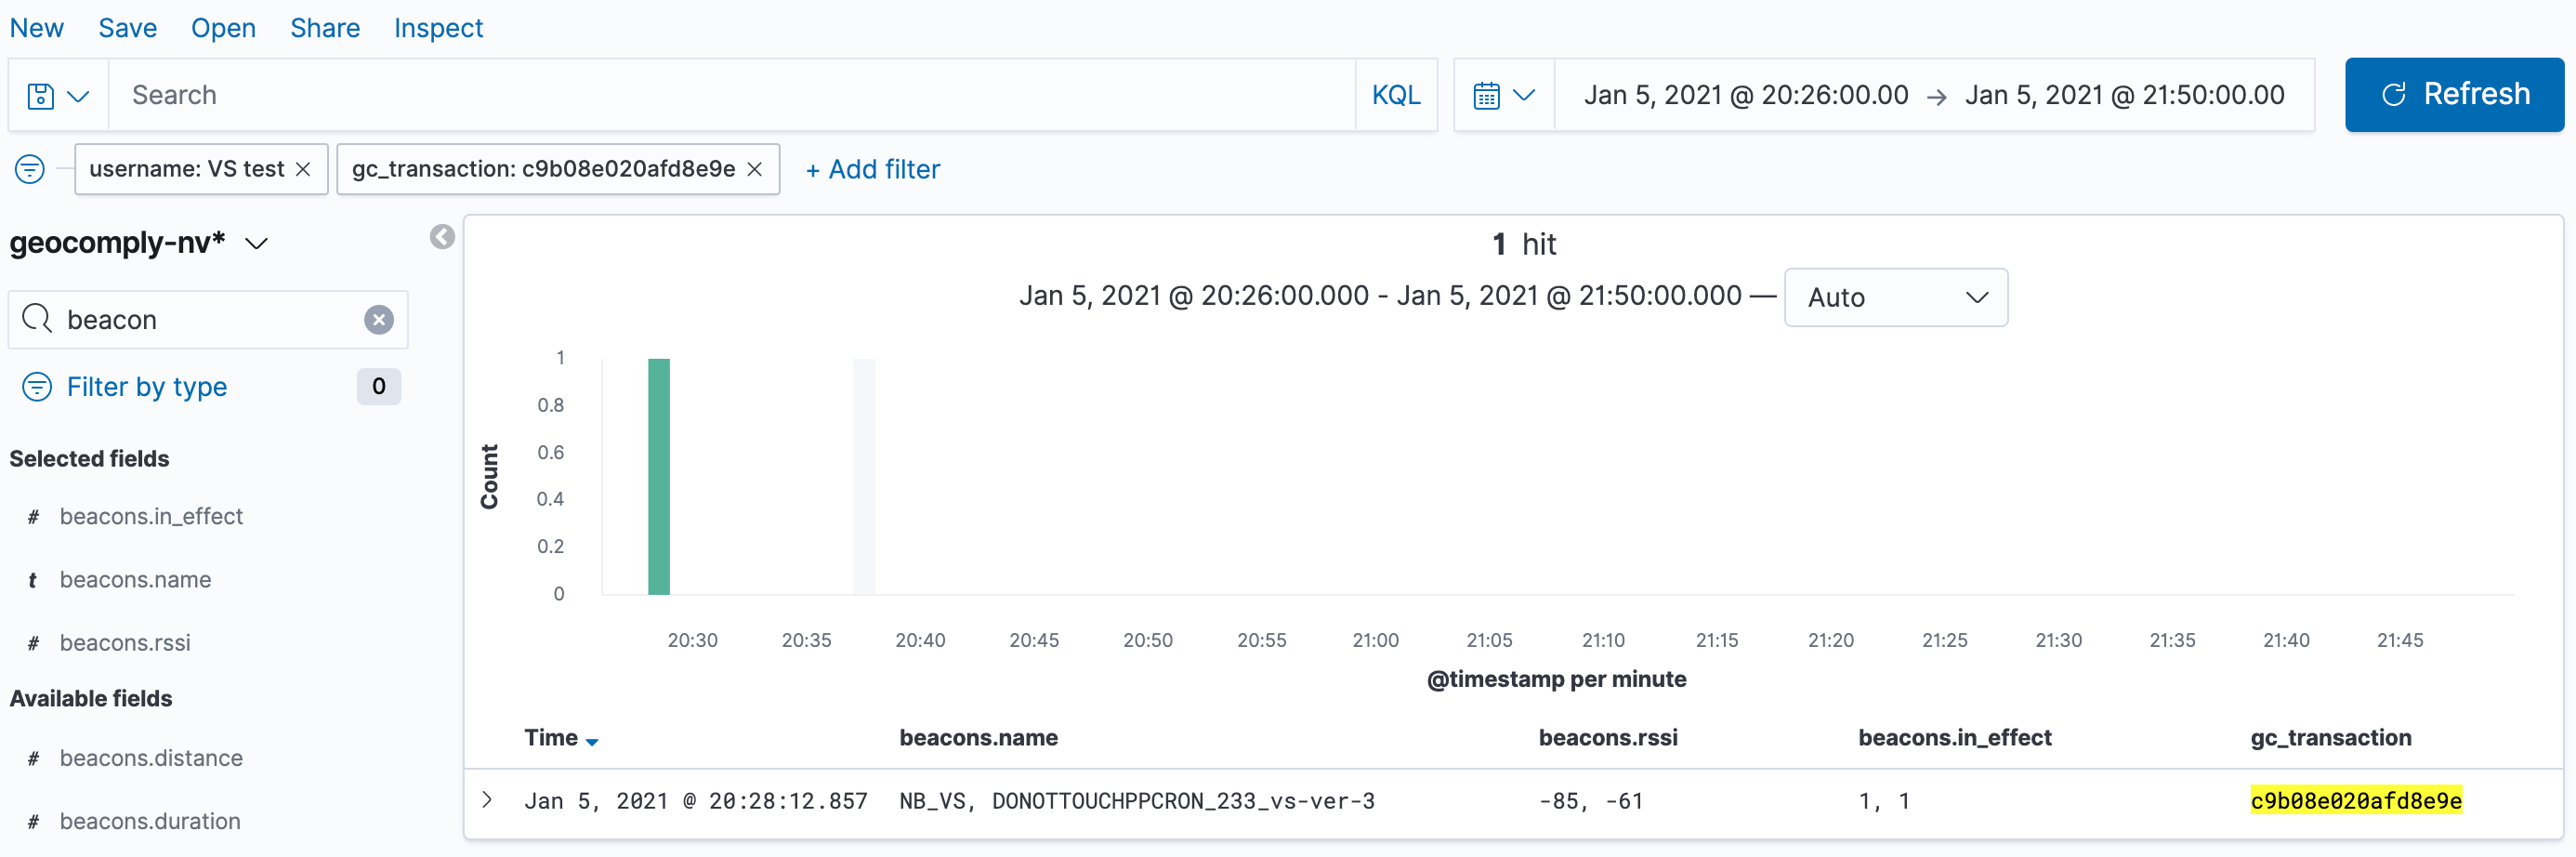 New Save Open Share Inspect
Search KQL Jan 5, 2021 @ 20:26:00.00 → Jan 5, 2021 @ 21:50:00.00 Refresh
username: VS test × gc_transaction: c9b08e020afd8e9e × + Add filter
geocomply-nv*
beacon
Filter by type 0
Selected fields
# beacons.in_effect
t beacons.name
# beacons.rssi
Available fields
# beacons.distance
# beacons.duration
1 hit
Jan 5, 2021 @ 20:26:00.000 - Jan 5, 2021 @ 21:50:00.000 — Auto
Count
1
0.8
0.6
0.4
0.2
0
20:30 20:35 20:40 20:45 20:50 20:55 21:00 21:05 21:10 21:15 21:20 21:25 21:30 21:35 21:40 21:45
@timestamp per minute
Time beacons.name beacons.rssi beacons.in_effect gc_transaction
Jan 5, 2021 @ 20:28:12.857 NB_VS, DONOTTOUCHPPCRON_233_vs-ver-3 -85, -61 1, 1 c9b08e020afd8e9e